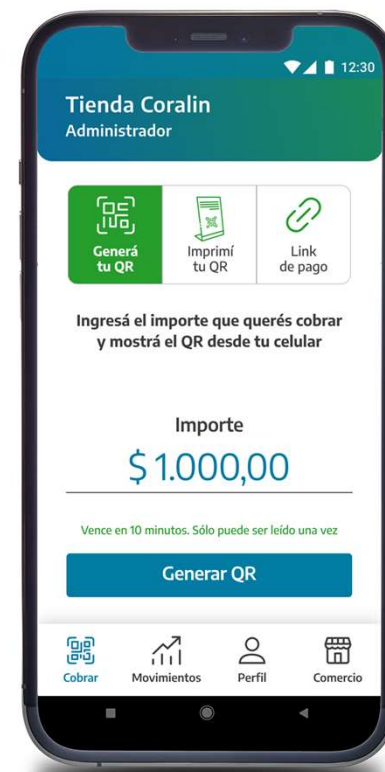 12:30
Tienda Coralin
Administrador
Generá
tu QR
Imprimí
tu QR
Link
de pago
Ingresá el importe que querés cobrar
y mostrá el QR desde tu celular
Importe
$ 1.000,00
Vence en 10 minutos. Sólo puede ser leído una vez
Generar QR
Cobrar Movimientos Perfil Comercio